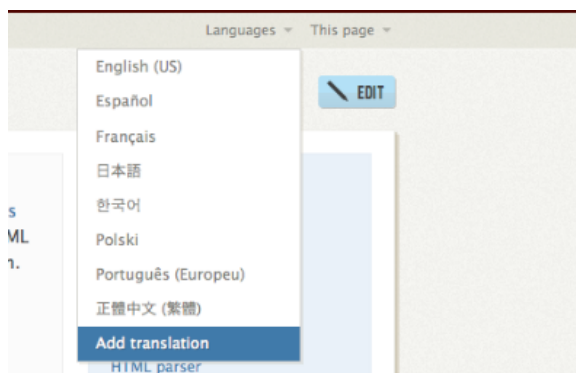 Languages This page
English (US)
EDIT
Español
Français
日本語
한국어
s
Polski
ML
n.
Português (Europeu)
正體中文 (繁體)
Add translation
HTML parser